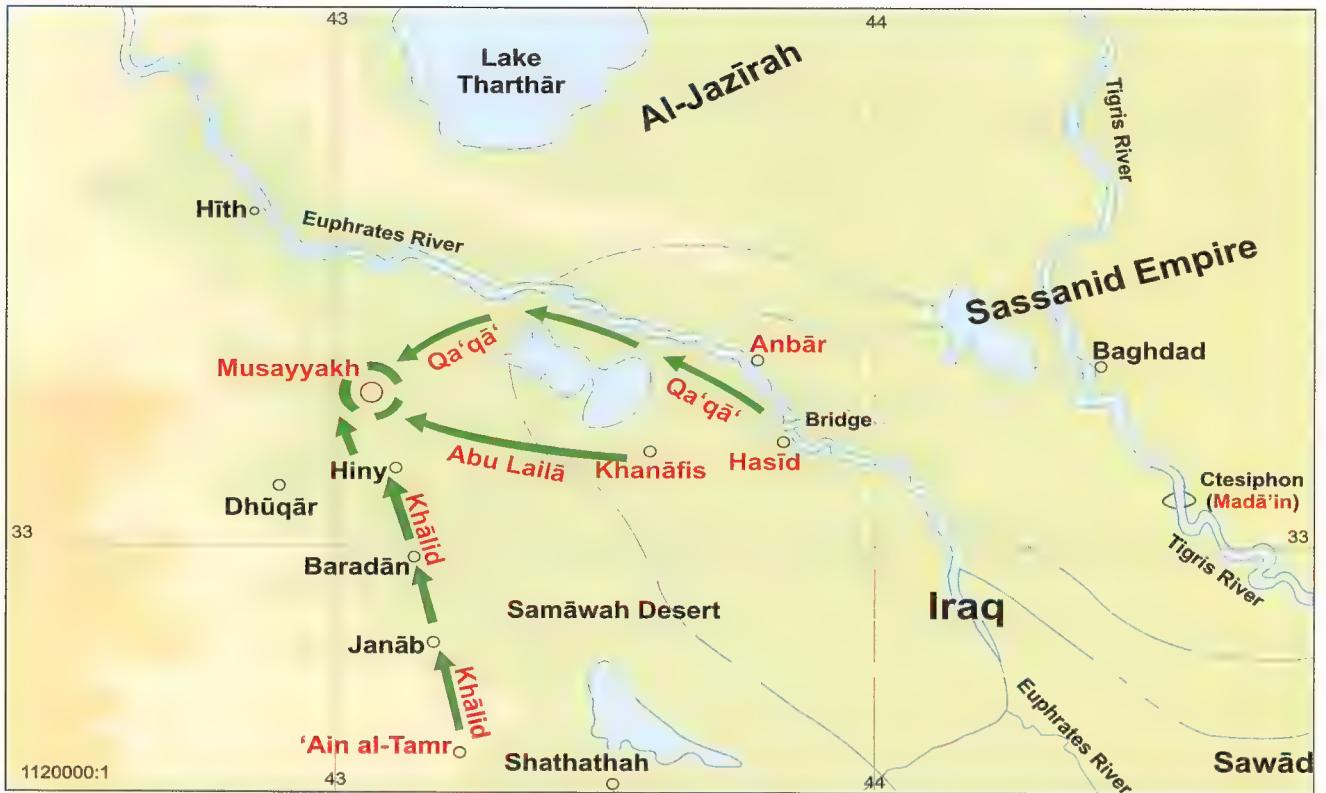 43
44
Lake
Tharthār
Al-Jazīrah
Tigris River
Hīth
Euphrates River
Sassanid Empire
Musayyakh
Qa‘qā‘
Anbār
Baghdad
Qa‘qā‘
Bridge
Hiny
Abu Lailā
Khanāfis
Hasīd
Dhūqār
Khālid
Ctesiphon
(Madā’in)
33
33
Baradān
Tigris River
Samāwah Desert
Iraq
Janāb
Khālid
Euphrates River
‘Ain al-Tamr
Shathathah
Sawād
1120000:1
43
44